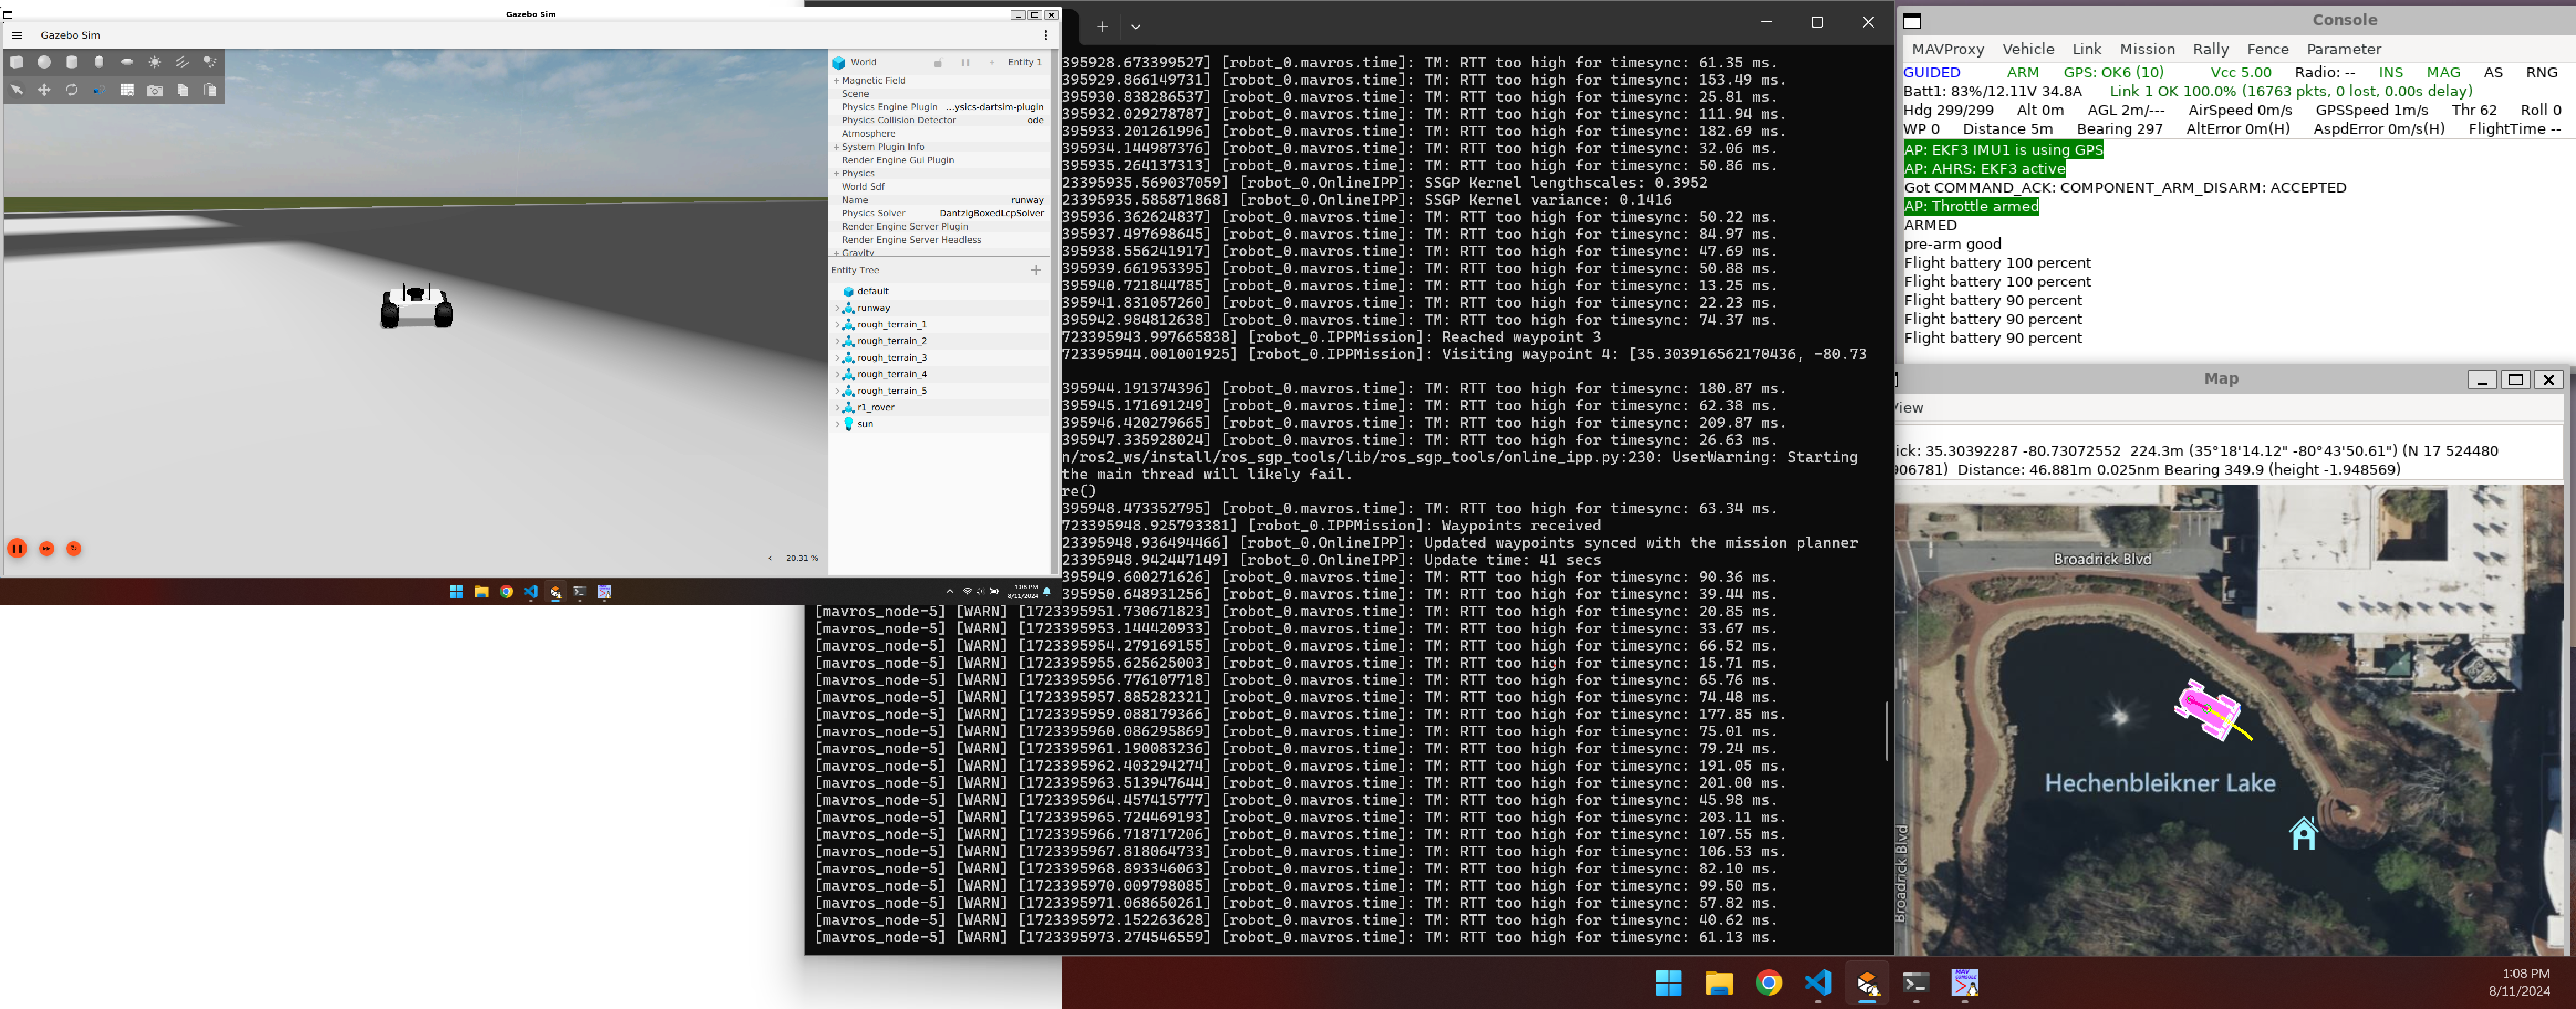 Gazebo Sim
Gazebo Sim
World
Entity 1
Magnetic Field
Scene
Physics Engine Plugin ...ysics-dartsim-plugin
Physics Collision Detector ode
Atmosphere
System Plugin Info
Render Engine Gui Plugin
Physics
World Sdf
Name runway
Physics Solver DantzigBoxedLcpSolver
Render Engine Server Plugin
Render Engine Server Headless
Gravity
Entity Tree
default
runway
rough_terrain_1
rough_terrain_2
rough_terrain_3
rough_terrain_4
rough_terrain_5
r1_rover
sun
20.31 %
1:08 PM
8/11/2024
395928.673399527] [robot_0.mavros.time]: TM: RTT too high for timesync: 61.35 ms.
395929.866149731] [robot_0.mavros.time]: TM: RTT too high for timesync: 153.49 ms.
395930.838286537] [robot_0.mavros.time]: TM: RTT too high for timesync: 25.81 ms.
395932.029278787] [robot_0.mavros.time]: TM: RTT too high for timesync: 111.94 ms.
395933.201261996] [robot_0.mavros.time]: TM: RTT too high for timesync: 182.69 ms.
395934.144987376] [robot_0.mavros.time]: TM: RTT too high for timesync: 32.06 ms.
395935.264137313] [robot_0.mavros.time]: TM: RTT too high for timesync: 50.86 ms.
23395935.569037059] [robot_0.OnlineIPP]: SSGP Kernel lengthscales: 0.3952
23395935.585871868] [robot_0.OnlineIPP]: SSGP Kernel variance: 0.1416
395936.362624837] [robot_0.mavros.time]: TM: RTT too high for timesync: 50.22 ms.
395937.497698645] [robot_0.mavros.time]: TM: RTT too high for timesync: 84.97 ms.
395938.556241917] [robot_0.mavros.time]: TM: RTT too high for timesync: 47.69 ms.
395939.661953395] [robot_0.mavros.time]: TM: RTT too high for timesync: 50.88 ms.
395940.721844785] [robot_0.mavros.time]: TM: RTT too high for timesync: 13.25 ms.
395941.831057260] [robot_0.mavros.time]: TM: RTT too high for timesync: 22.23 ms.
395942.984812638] [robot_0.mavros.time]: TM: RTT too high for timesync: 74.37 ms.
723395943.997665838] [robot_0.IPPMission]: Reached waypoint 3
723395944.001001925] [robot_0.IPPMission]: Visiting waypoint 4: [35.303916562170436, -80.73
395944.191374396] [robot_0.mavros.time]: TM: RTT too high for timesync: 180.87 ms.
395945.171691249] [robot_0.mavros.time]: TM: RTT too high for timesync: 62.38 ms.
395946.420279665] [robot_0.mavros.time]: TM: RTT too high for timesync: 209.87 ms.
395947.335928024] [robot_0.mavros.time]: TM: RTT too high for timesync: 26.63 ms.
n/ros2_ws/install/ros_sgp_tools/lib/ros_sgp_tools/online_ipp.py:230: UserWarning: Starting
the main thread will likely fail.
re()
395948.473352795] [robot_0.mavros.time]: TM: RTT too high for timesync: 63.34 ms.
723395948.925793381] [robot_0.IPPMission]: Waypoints received
23395948.936494466] [robot_0.OnlineIPP]: Updated waypoints synced with the mission planner
23395948.942447149] [robot_0.OnlineIPP]: Update time: 41 secs
395949.600271626] [robot_0.mavros.time]: TM: RTT too high for timesync: 90.36 ms.
395950.648931256] [robot_0.mavros.time]: TM: RTT too high for timesync: 39.44 ms.
[mavros_node-5] [WARN] [1723395951.730671823] [robot_0.mavros.time]: TM: RTT too high for timesync: 20.85 ms.
[mavros_node-5] [WARN] [1723395953.144420933] [robot_0.mavros.time]: TM: RTT too high for timesync: 33.67 ms.
[mavros_node-5] [WARN] [1723395954.279169155] [robot_0.mavros.time]: TM: RTT too high for timesync: 66.52 ms.
[mavros_node-5] [WARN] [1723395955.625625003] [robot_0.mavros.time]: TM: RTT too high for timesync: 15.71 ms.
[mavros_node-5] [WARN] [1723395956.776107718] [robot_0.mavros.time]: TM: RTT too high for timesync: 65.76 ms.
[mavros_node-5] [WARN] [1723395957.885282321] [robot_0.mavros.time]: TM: RTT too high for timesync: 74.48 ms.
[mavros_node-5] [WARN] [1723395959.088179366] [robot_0.mavros.time]: TM: RTT too high for timesync: 177.85 ms.
[mavros_node-5] [WARN] [1723395960.086295869] [robot_0.mavros.time]: TM: RTT too high for timesync: 75.01 ms.
[mavros_node-5] [WARN] [1723395961.190083236] [robot_0.mavros.time]: TM: RTT too high for timesync: 79.24 ms.
[mavros_node-5] [WARN] [1723395962.403294274] [robot_0.mavros.time]: TM: RTT too high for timesync: 191.05 ms.
[mavros_node-5] [WARN] [1723395963.513947644] [robot_0.mavros.time]: TM: RTT too high for timesync: 201.00 ms.
[mavros_node-5] [WARN] [1723395964.457415777] [robot_0.mavros.time]: TM: RTT too high for timesync: 45.98 ms.
[mavros_node-5] [WARN] [1723395965.724469193] [robot_0.mavros.time]: TM: RTT too high for timesync: 203.11 ms.
[mavros_node-5] [WARN] [1723395966.718717206] [robot_0.mavros.time]: TM: RTT too high for timesync: 107.55 ms.
[mavros_node-5] [WARN] [1723395967.818064733] [robot_0.mavros.time]: TM: RTT too high for timesync: 106.53 ms.
[mavros_node-5] [WARN] [1723395968.893346063] [robot_0.mavros.time]: TM: RTT too high for timesync: 82.10 ms.
[mavros_node-5] [WARN] [1723395970.009798085] [robot_0.mavros.time]: TM: RTT too high for timesync: 99.50 ms.
[mavros_node-5] [WARN] [1723395971.068650261] [robot_0.mavros.time]: TM: RTT too high for timesync: 57.82 ms.
[mavros_node-5] [WARN] [1723395972.152263628] [robot_0.mavros.time]: TM: RTT too high for timesync: 40.62 ms.
[mavros_node-5] [WARN] [1723395973.274546559] [robot_0.mavros.time]: TM: RTT too high for timesync: 61.13 ms.
Console
MAVProxy Vehicle Link Mission Rally Fence Parameter
GUIDED ARM GPS: OK6 (10) Vcc 5.00 Radio: -- INS MAG AS RNG
Batt1: 83%/12.11V 34.8A Link 1 OK 100.0% (16763 pkts, 0 lost, 0.00s delay)
Hdg 299/299 Alt 0m AGL 2m/--- AirSpeed 0m/s GPSSpeed 1m/s Thr 62 Roll 0
WP 0 Distance 5m Bearing 297 AltError 0m(H) AspdError 0m/s(H) FlightTime --
AP: EKF3 IMU1 is using GPS
AP: AHRS: EKF3 active
Got COMMAND_ACK: COMPONENT_ARM_DISARM: ACCEPTED
AP: Throttle armed
ARMED
pre-arm good
Flight battery 100 percent
Flight battery 100 percent
Flight battery 90 percent
Flight battery 90 percent
Flight battery 90 percent
Map
View
ick: 35.30392287 -80.73072552 224.3m (35°18'14.12" -80°43'50.61") (N 17 524480
906781) Distance: 46.881m 0.025nm Bearing 349.9 (height -1.948569)
Broadrick Blvd
Hechenbleikner Lake
Broadrick Blvd
MAV
CONSOLE
1:08 PM
8/11/2024